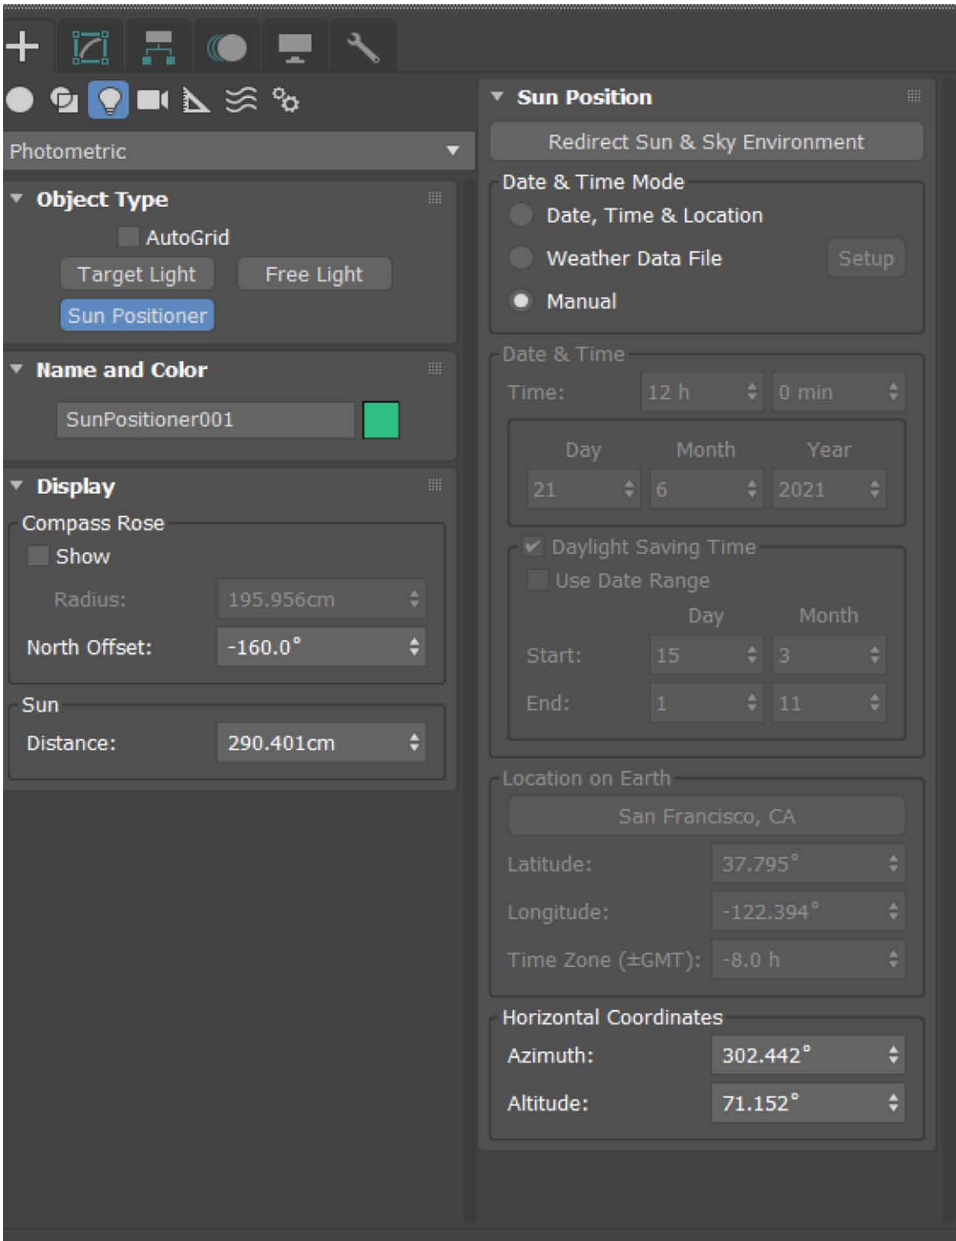 Photometric
Object Type
AutoGrid
Target Light Free Light
Sun Positioner
Name and Color
SunPositioner001
Display
Compass Rose
Show
Radius: 195.956cm
North Offset: -160.0°
Sun
Distance: 290.401cm
Sun Position
Redirect Sun & Sky Environment
Date & Time Mode
Date, Time & Location
Weather Data File Setup
Manual
Date & Time
Time: 12 h 0 min
Day Month Year
21 6 2021
Daylight Saving Time
Use Date Range
Day Month
Start: 15 3
End: 1 11
Location on Earth
San Francisco, CA
Latitude: 37.795°
Longitude: -122.394°
Time Zone (±GMT): -8.0 h
Horizontal Coordinates
Azimuth: 302.442°
Altitude: 71.152°